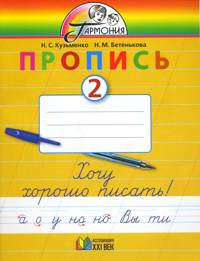 Гармония
Н. С. Кузьменко Н. М. Бетенькова
ПРОПИСЬ
2
Хочу
хорошо писать!
а о у на но Вы ти
АССОЦИАЦИЯ
XXI ВЕК